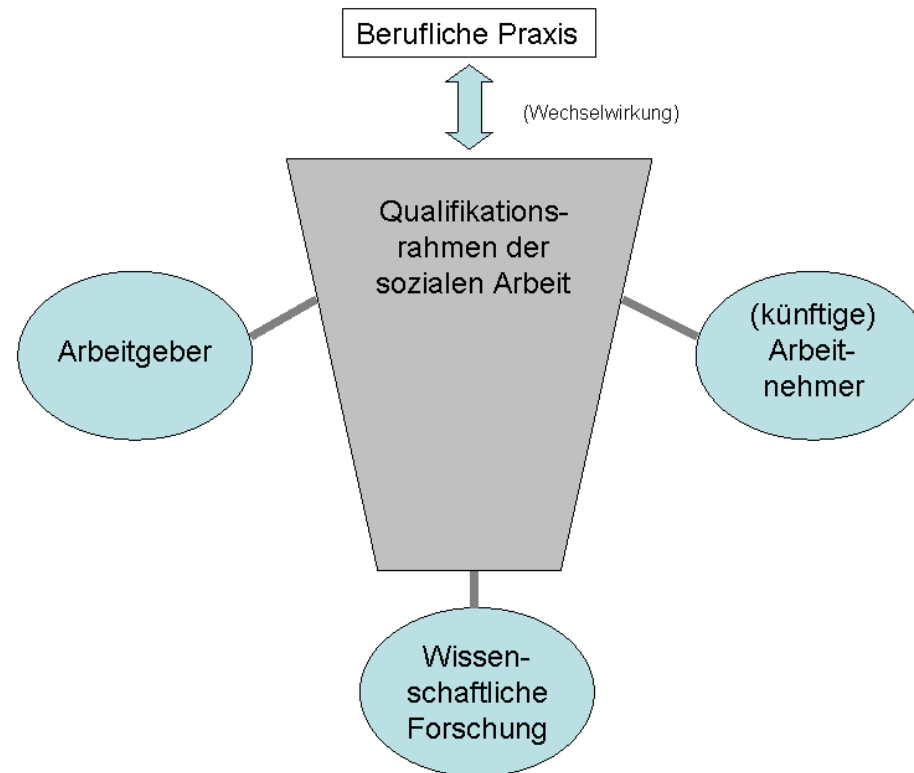 Berufliche Praxis
(Wechselwirkung)
Qualifikations-
rahmen der
sozialen Arbeit
Arbeitgeber
(künftige)
Arbeit-
nehmer
Wissen-
schaftliche
Forschung